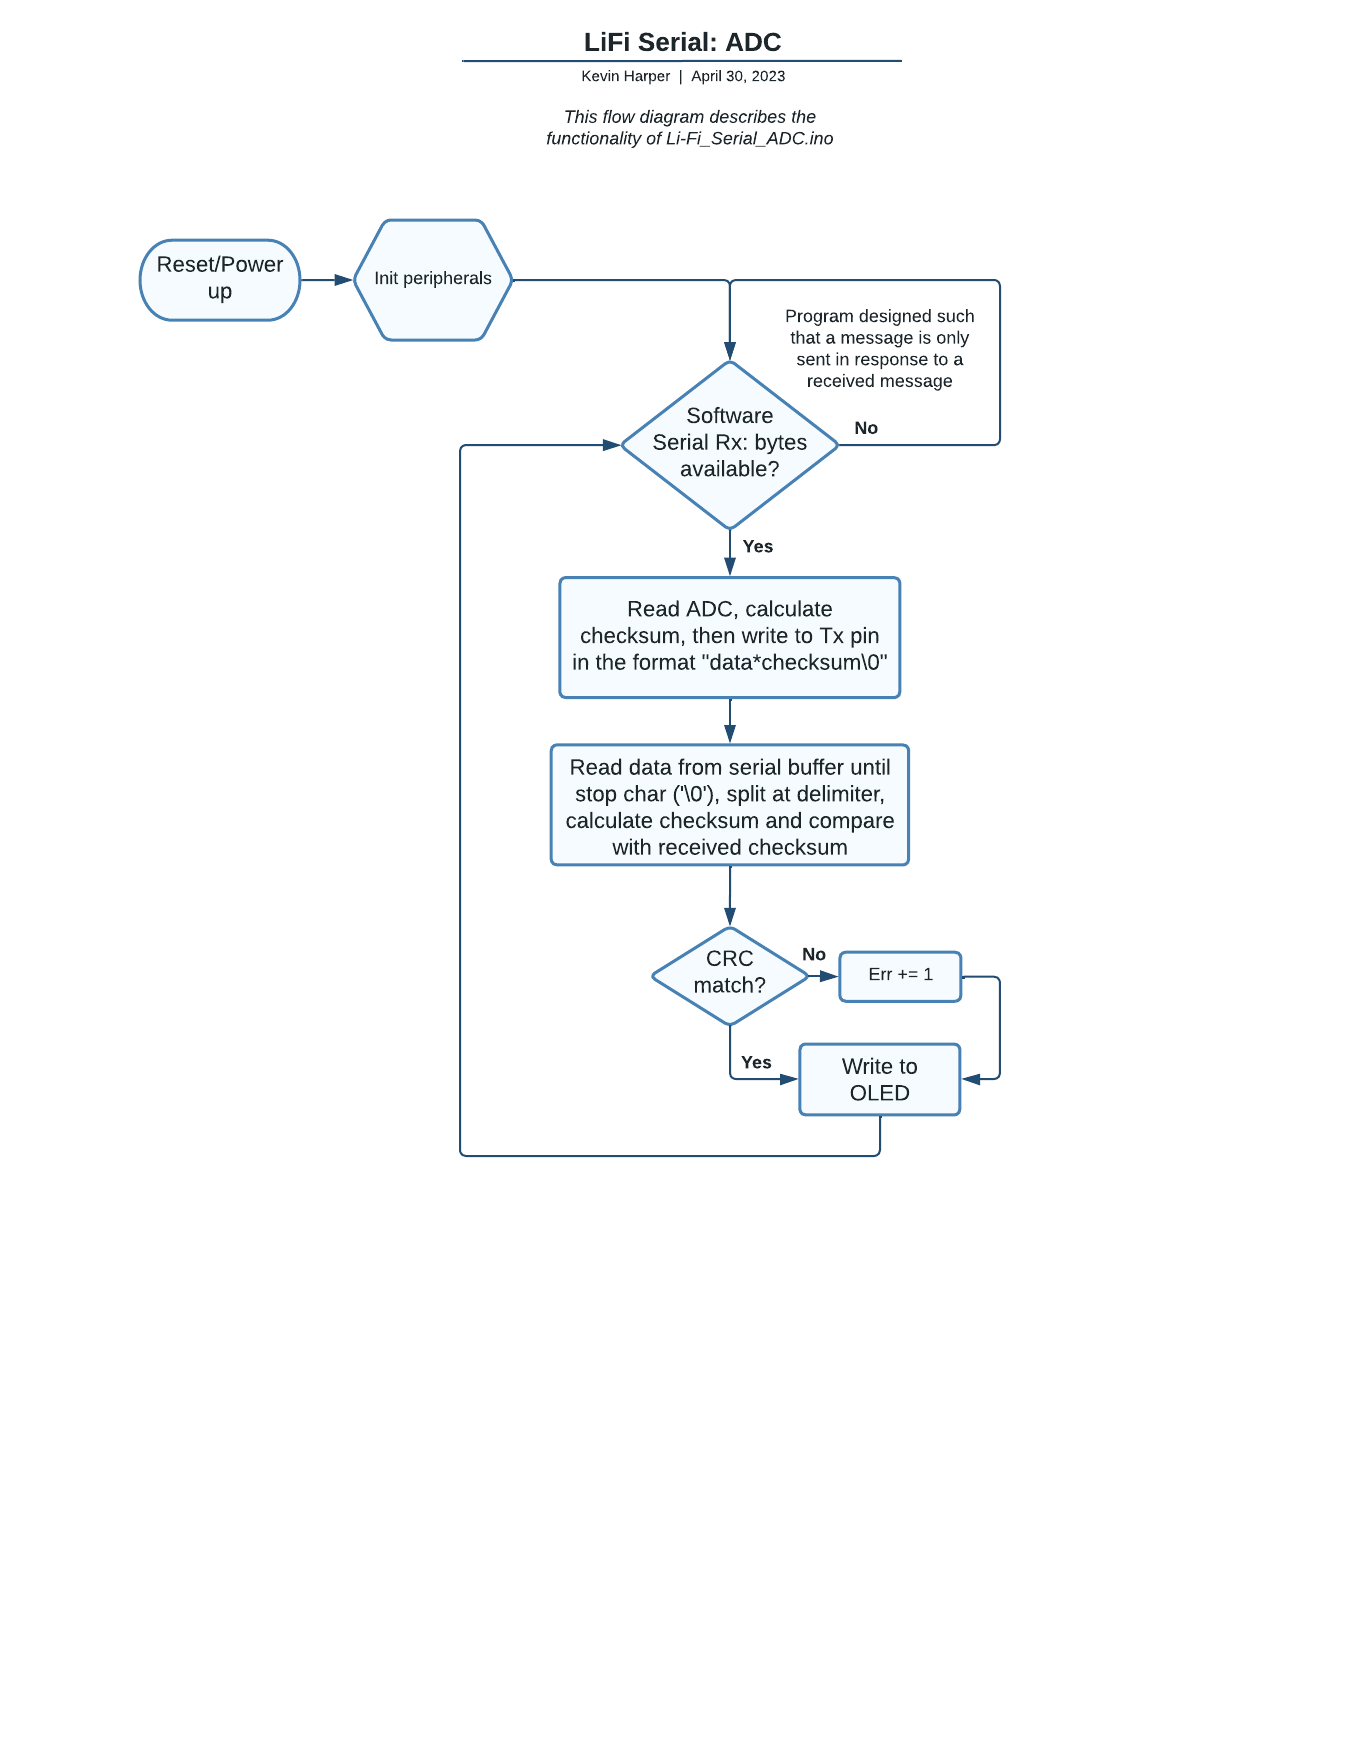 LiFi Serial: ADC
Kevin Harper | April 30, 2023
This flow diagram describes the
functionality of Li-Fi_Serial_ADC.ino
Reset/Power
up
Init peripherals
Program designed such
that a message is only
sent in response to a
received message
Software
Serial Rx: bytes
available?
No
Yes
Read ADC, calculate
checksum, then write to Tx pin
in the format "data*checksum\0"
Read data from serial buffer until
stop char ('\0'), split at delimiter,
calculate checksum and compare
with received checksum
CRC
match?
No
Err += 1
Yes
Write to
OLED